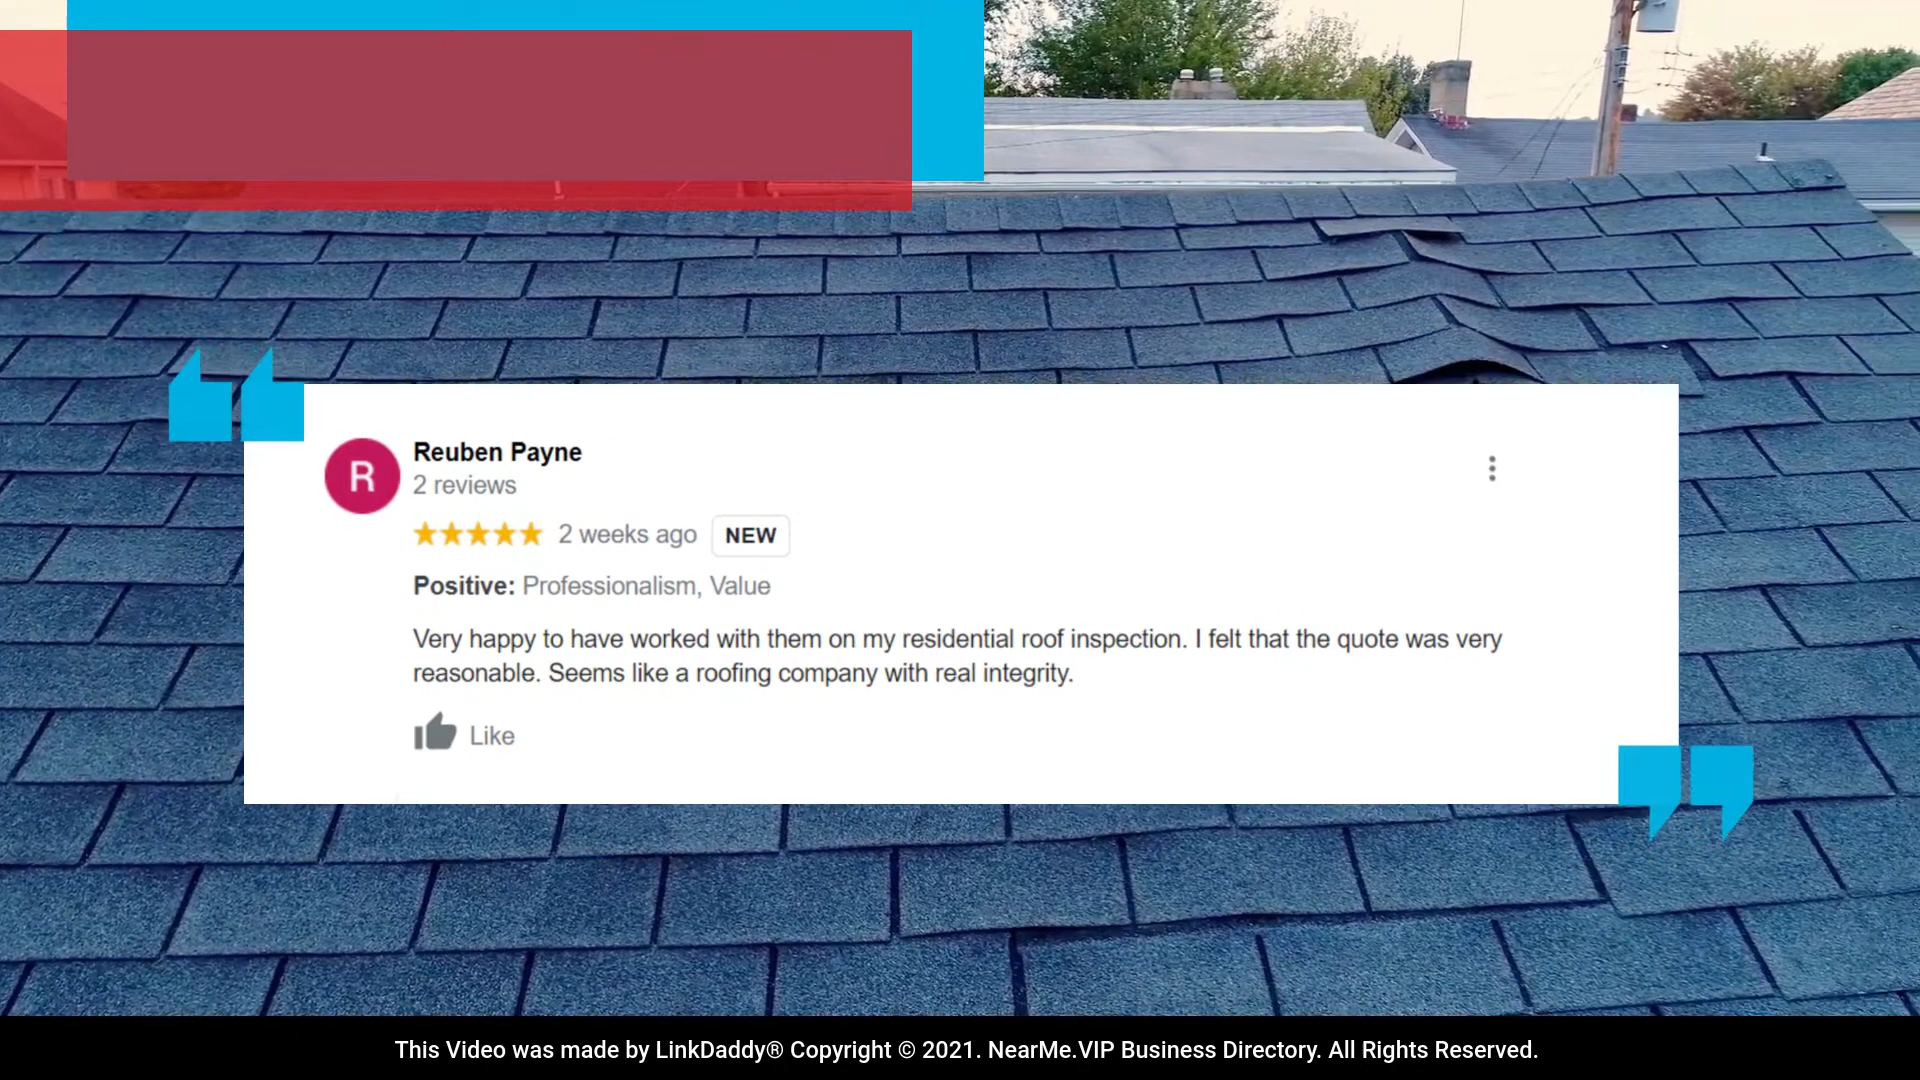 R
Reuben Payne
2 reviews
2 weeks ago NEW
Positive: Professionalism, Value
Very happy to have worked with them on my residential roof inspection. I felt that the quote was very
reasonable. Seems like a roofing company with real integrity.
Like
This Video was made by LinkDaddy® Copyright © 2021. NearMe.VIP Business Directory. All Rights Reserved.